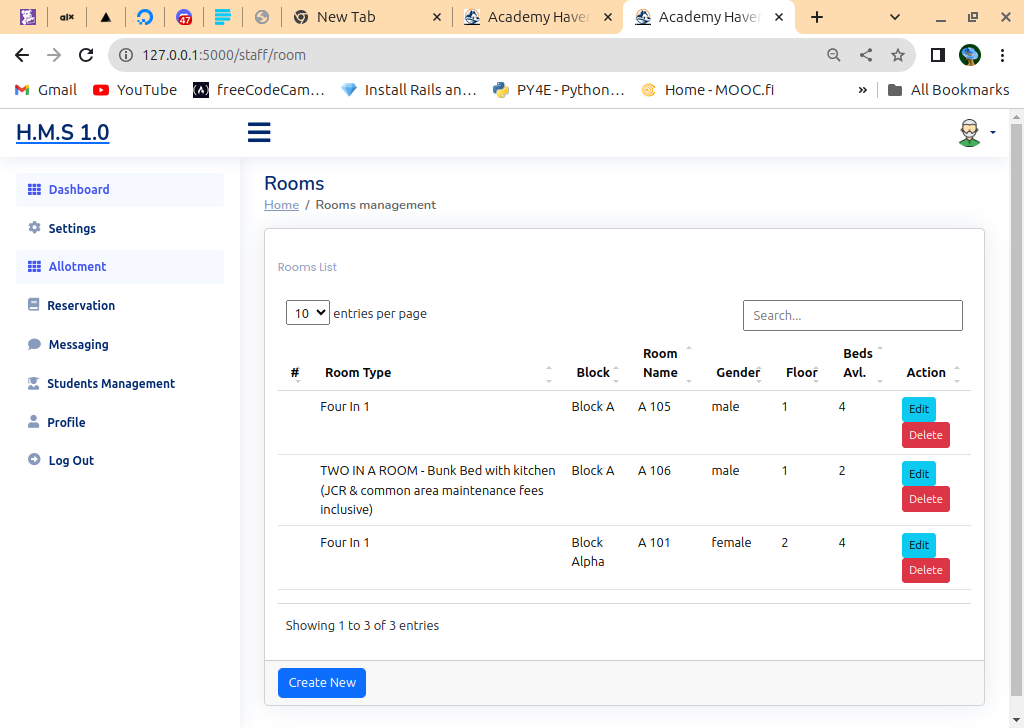 alx
47
New Tab
Academy Haven
Academy Haven
127.0.0.1:5000/staff/room
Gmail
YouTube
freeCodeCam...
Install Rails an...
PY4E - Python...
Home - MOOC.fi
»
All Bookmarks
H.M.S 1.0
Dashboard
Settings
Allotment
Reservation
Messaging
Students Management
Profile
Log Out
Rooms
Home / Rooms management
Rooms List
10 entries per page
Search...
# Room Type Block Room Name Gender Floor Beds Avl. Action
Four In 1 Block A A 105 male 1 4 Edit
Delete
TWO IN A ROOM - Bunk Bed with kitchen Block A A 106 male 1 2 Edit
(JCR & common area maintenance fees Delete
inclusive)
Four In 1 Block A 101 female 2 4 Edit
Alpha Delete
Showing 1 to 3 of 3 entries
Create New